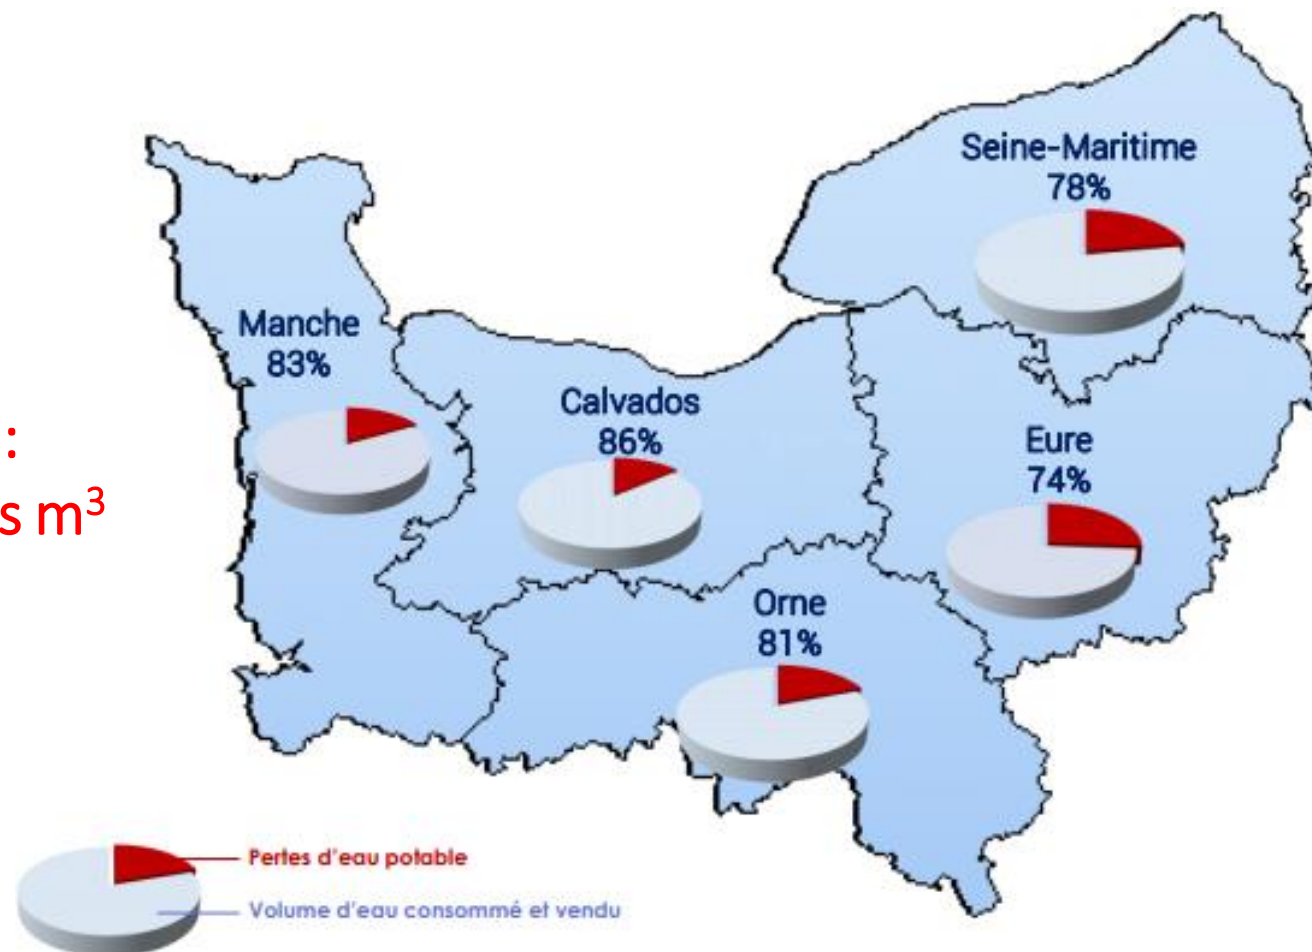 Seine-Maritime
78%
Manche
83%
Calvados
86%
:
s m³
Eure
74%
Orne
81%
Pertes d'eau potable
Volume d'eau consommé et vendu